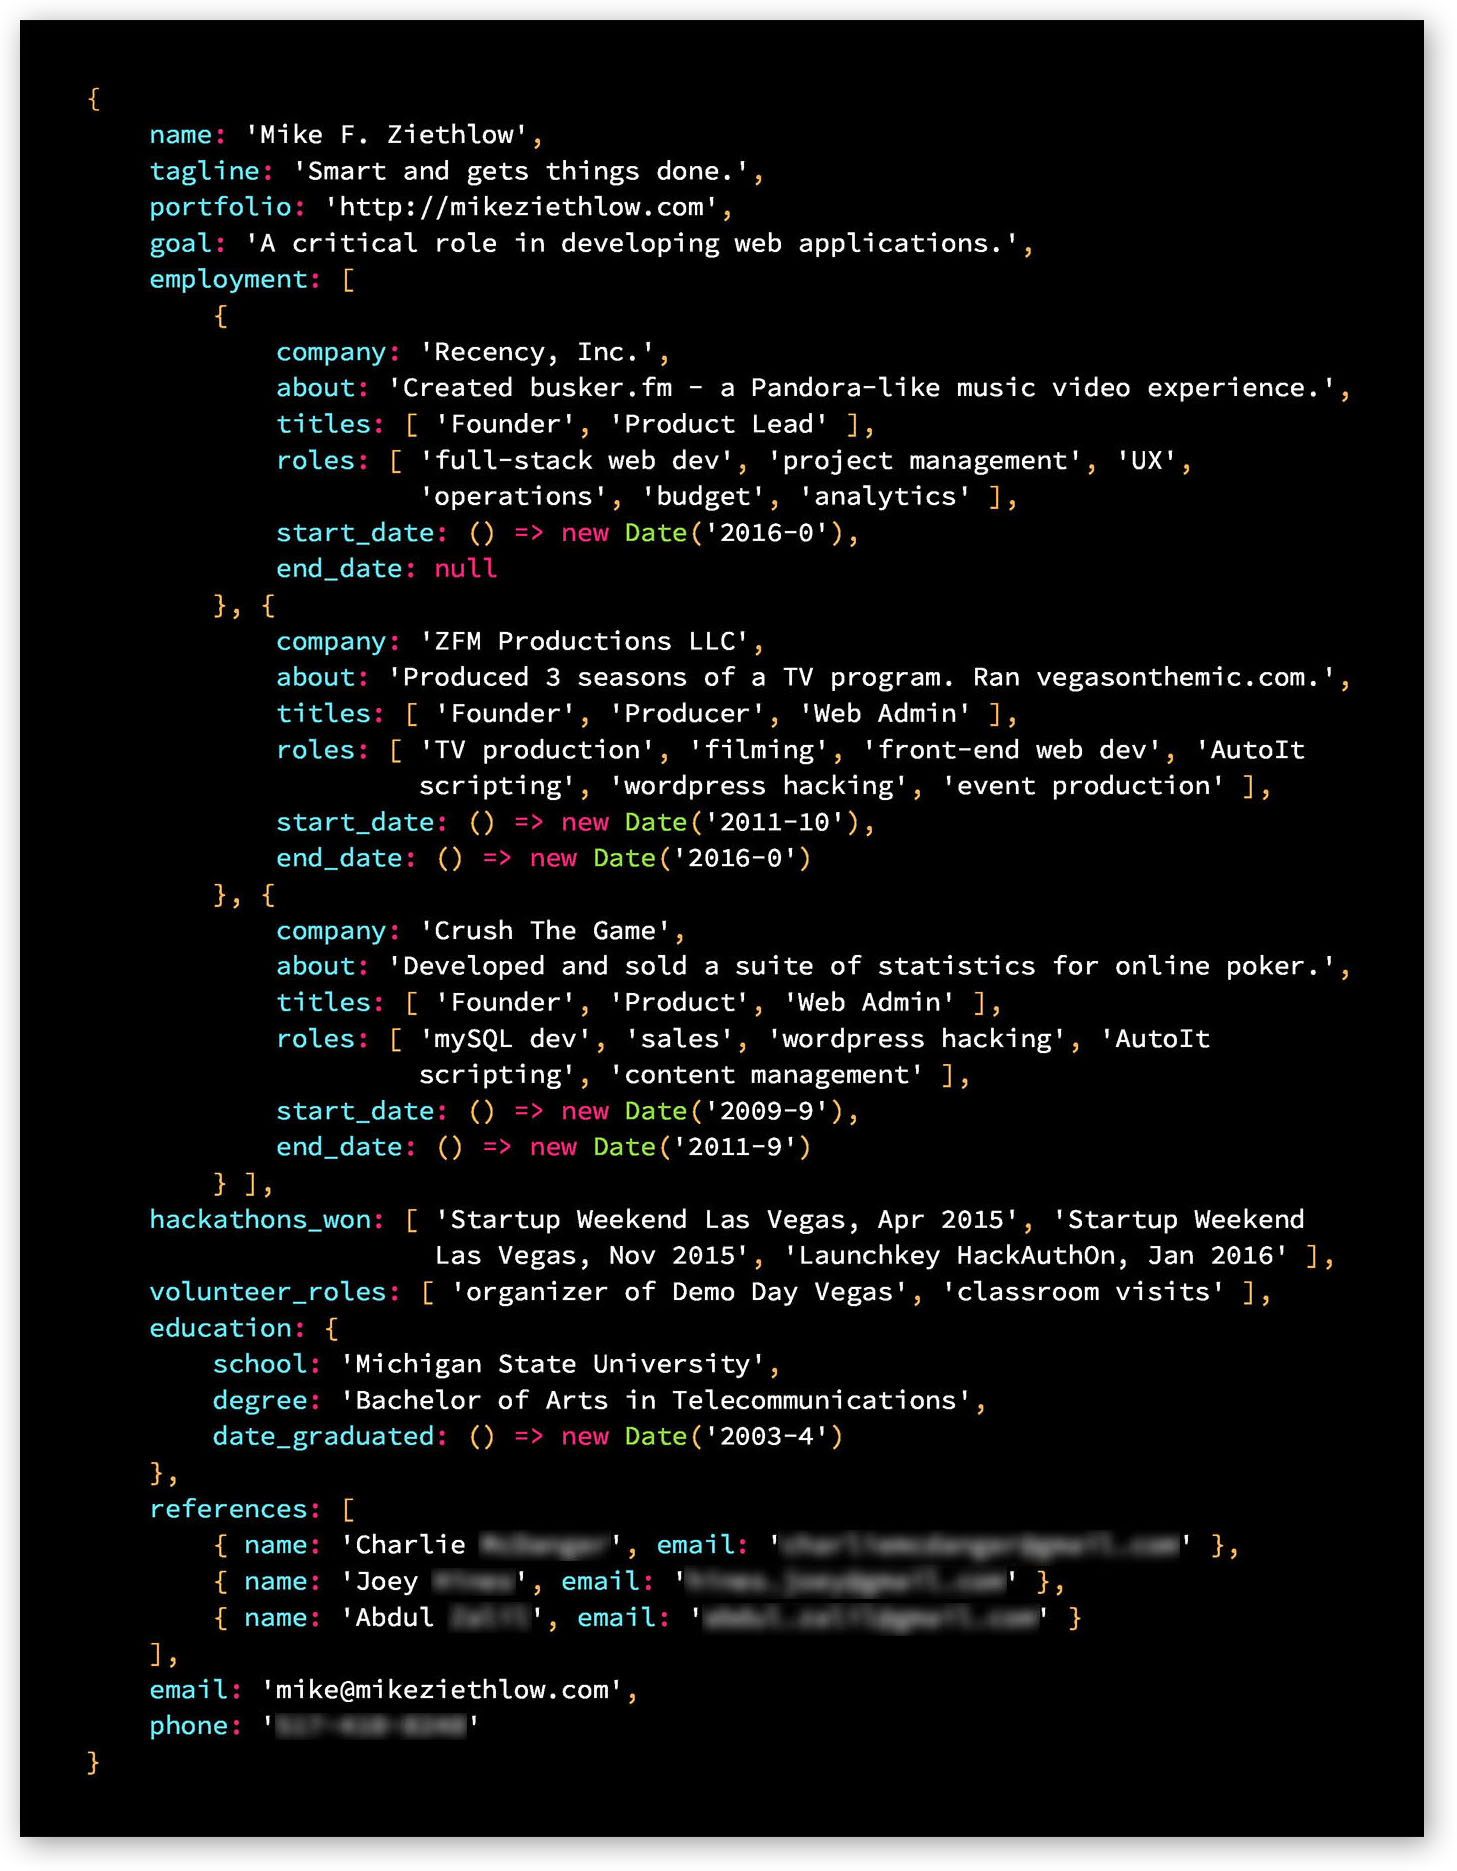 {
name: 'Mike F. Ziethlow',
tagline: 'Smart and gets things done.',
portfolio: 'http://mikeziethlow.com',
goal: 'A critical role in developing web applications.',
employment: [
{
company: 'Recency, Inc.',
about: 'Created busker.fm - a Pandora-like music video experience.',
titles: [ 'Founder', 'Product Lead' ],
roles: [ 'full-stack web dev', 'project management', 'UX',
'operations', 'budget', 'analytics' ],
start_date: () => new Date('2016-0'),
end_date: null
}, {
company: 'ZFM Productions LLC',
about: 'Produced 3 seasons of a TV program. Ran vegasonthemic.com.',
titles: [ 'Founder', 'Producer', 'Web Admin' ],
roles: [ 'TV production', 'filming', 'front-end web dev', 'AutoIt
scripting', 'wordpress hacking', 'event production' ],
start_date: () => new Date('2011-10'),
end_date: () => new Date('2016-0')
}, {
company: 'Crush The Game',
about: 'Developed and sold a suite of statistics for online poker.',
titles: [ 'Founder', 'Product', 'Web Admin' ],
roles: [ 'mySQL dev', 'sales', 'wordpress hacking', 'AutoIt
scripting', 'content management' ],
start_date: () => new Date('2009-9'),
end_date: () => new Date('2011-9')
} ],
hackathons_won: [ 'Startup Weekend Las Vegas, Apr 2015', 'Startup Weekend
Las Vegas, Nov 2015', 'Launchkey HackAuthOn, Jan 2016' ],
volunteer_roles: [ 'organizer of Demo Day Vegas', 'classroom visits' ],
education: {
school: 'Michigan State University',
degree: 'Bachelor of Arts in Telecommunications',
date_graduated: () => new Date('2003-4')
},
references: [
{ name: 'Charlie ', email: '' },
{ name: 'Joey ', email: '' },
{ name: 'Abdul ', email: '' }
],
email: 'mike@mikeziethlow.com',
phone: ''
}